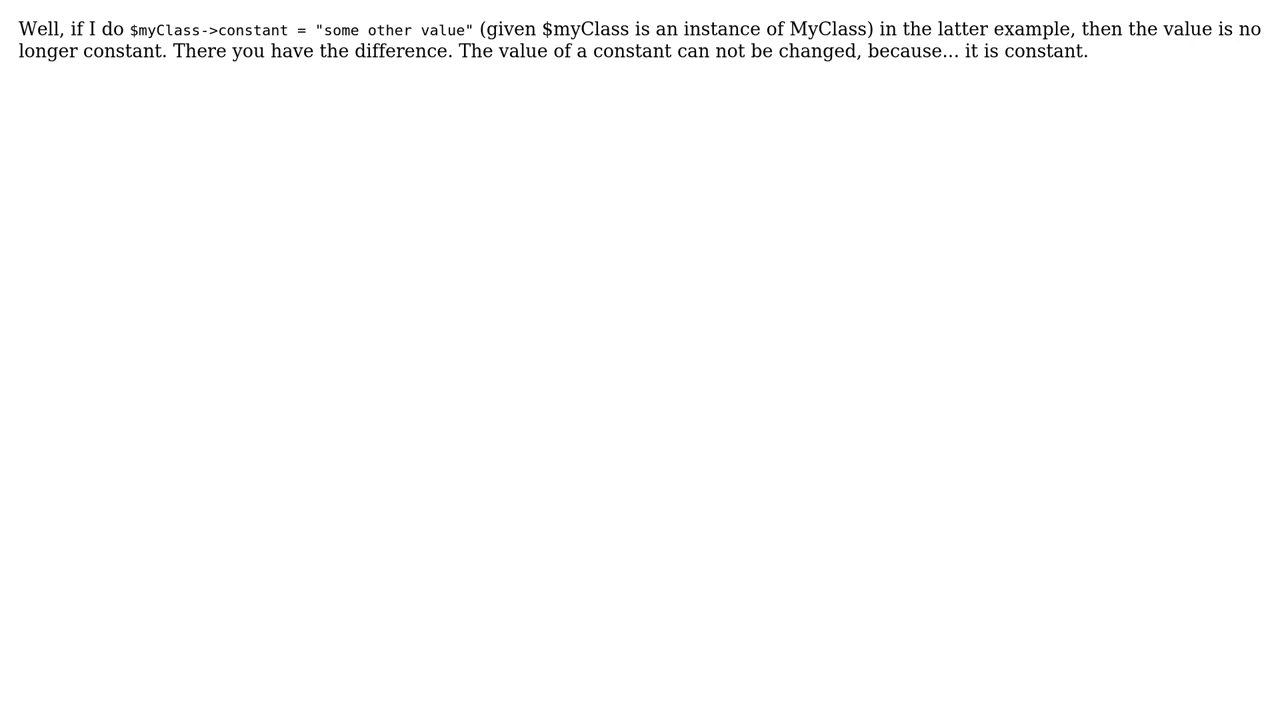 Well, if I do $myClass->constant = "some other value" (given $myClass is an instance of MyClass) in the latter example, then the value is no
longer constant. There you have the difference. The value of a constant can not be changed, because... it is constant.